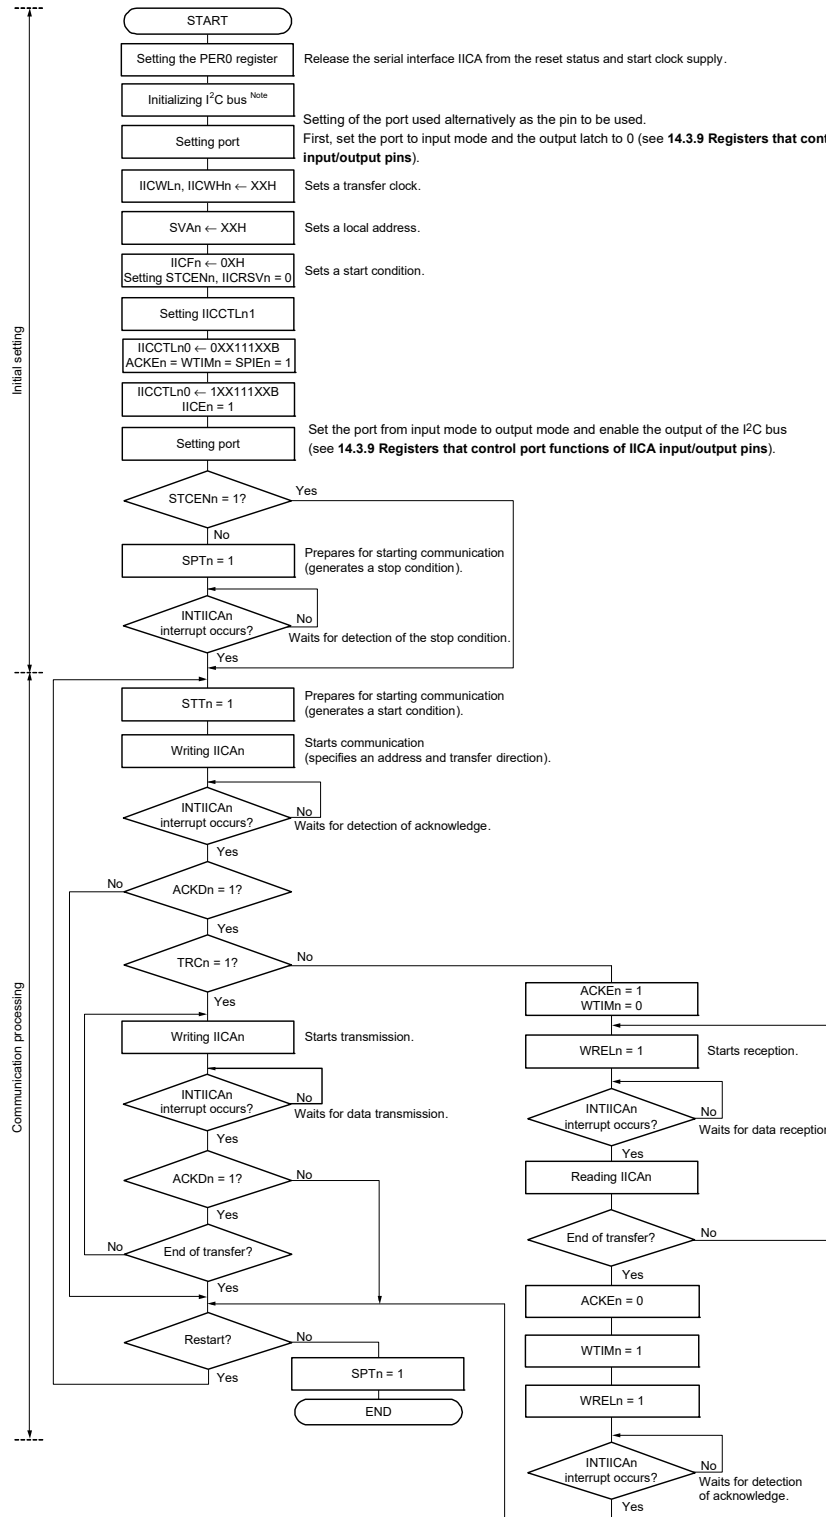 START
Setting the PER0 register
Release the serial interface IICA from the reset status and start clock supply.
Initializing I²C bus Note
Setting of the port used alternatively as the pin to be used.
Setting port
First, set the port to input mode and the output latch to 0 (see 14.3.9 Registers that cont
input/output pins).
IICWLn, IICWHn ← XXH
Sets a transfer clock.
SVAn ← XXH
Sets a local address.
IICFn ← 0XH
Setting STCENn, IICRSVn = 0
Sets a start condition.
Setting IICCTLn1
IICCTLn0 ← 0XX111XXB
ACKEn = WTIMn = SPIEn = 1
IICCTLn0 ← 1XX111XXB
IICEn = 1
Setting port
Set the port from input mode to output mode and enable the output of the I²C bus
(see 14.3.9 Registers that control port functions of IICA input/output pins).
Initial setting
STCENn = 1?
Yes
No
SPTn = 1
Prepares for starting communication
(generates a stop condition).
INTIICAn
interrupt occurs?
No
Waits for detection of the stop condition.
Yes
STTn = 1
Prepares for starting communication
(generates a start condition).
Writing IICAn
Starts communication
(specifies an address and transfer direction).
INTIICAn
interrupt occurs?
No
Waits for detection of acknowledge.
Yes
No
ACKDn = 1?
Yes
TRCn = 1?
No
Yes
Communication processing
Writing IICAn
Starts transmission.
INTIICAn
interrupt occurs?
No
Waits for data transmission.
Yes
ACKDn = 1?
No
Yes
No
End of transfer?
Yes
Restart?
No
Yes
SPTn = 1
END
ACKEn = 1
WTIMn = 0
WRELn = 1
Starts reception.
INTIICAn
interrupt occurs?
No
Waits for data reception
Yes
Reading IICAn
End of transfer?
No
Yes
ACKEn = 0
WTIMn = 1
WRELn = 1
INTIICAn
interrupt occurs?
No
Waits for detection
of acknowledge.
Yes